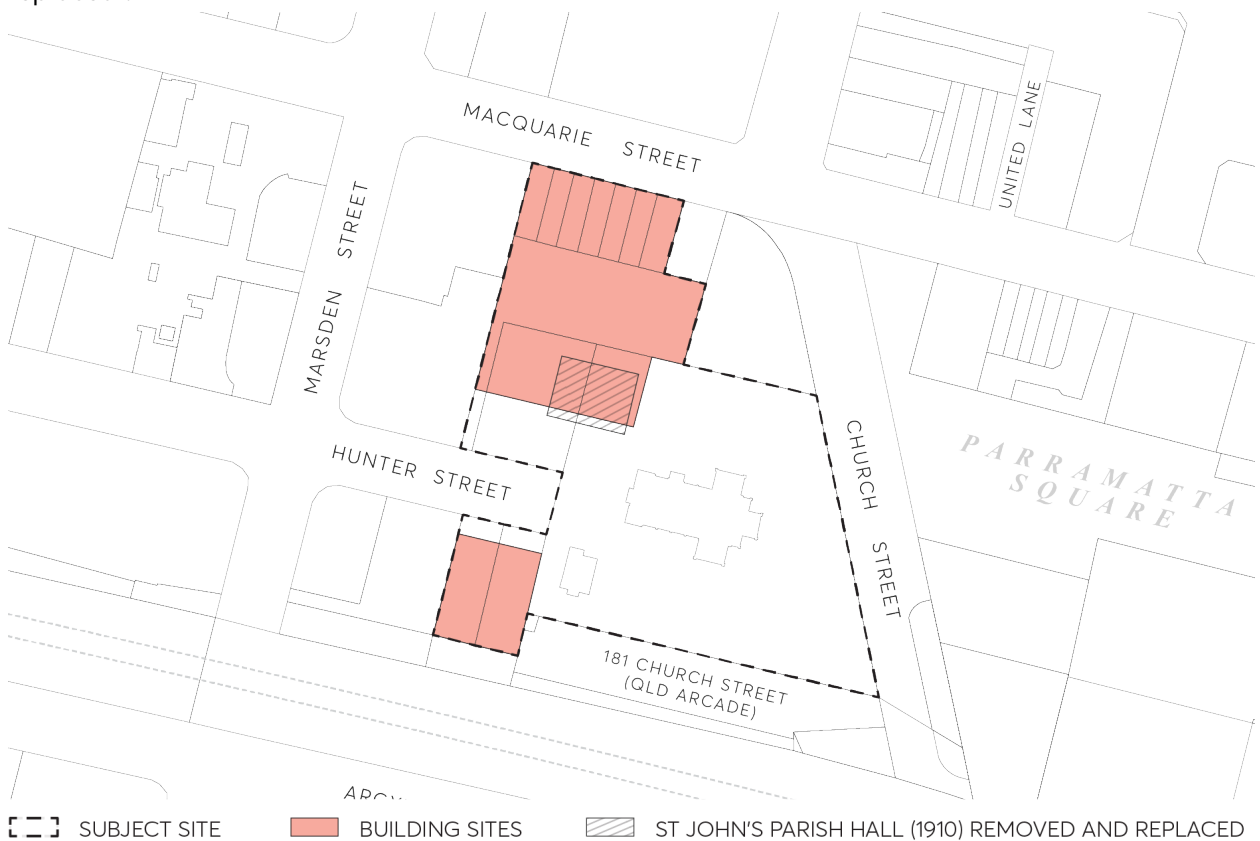 MACQUARIE STREET
UNITED LANE
MARSDEN STREET
HUNTER STREET
CHURCH STREET
PARRAMATTA
SQUARE
181 CHURCH STREET
(QLD ARCADE)
SUBJECT SITE
BUILDING SITES
ST JOHN'S PARISH HALL (1910) REMOVED AND REPLACED